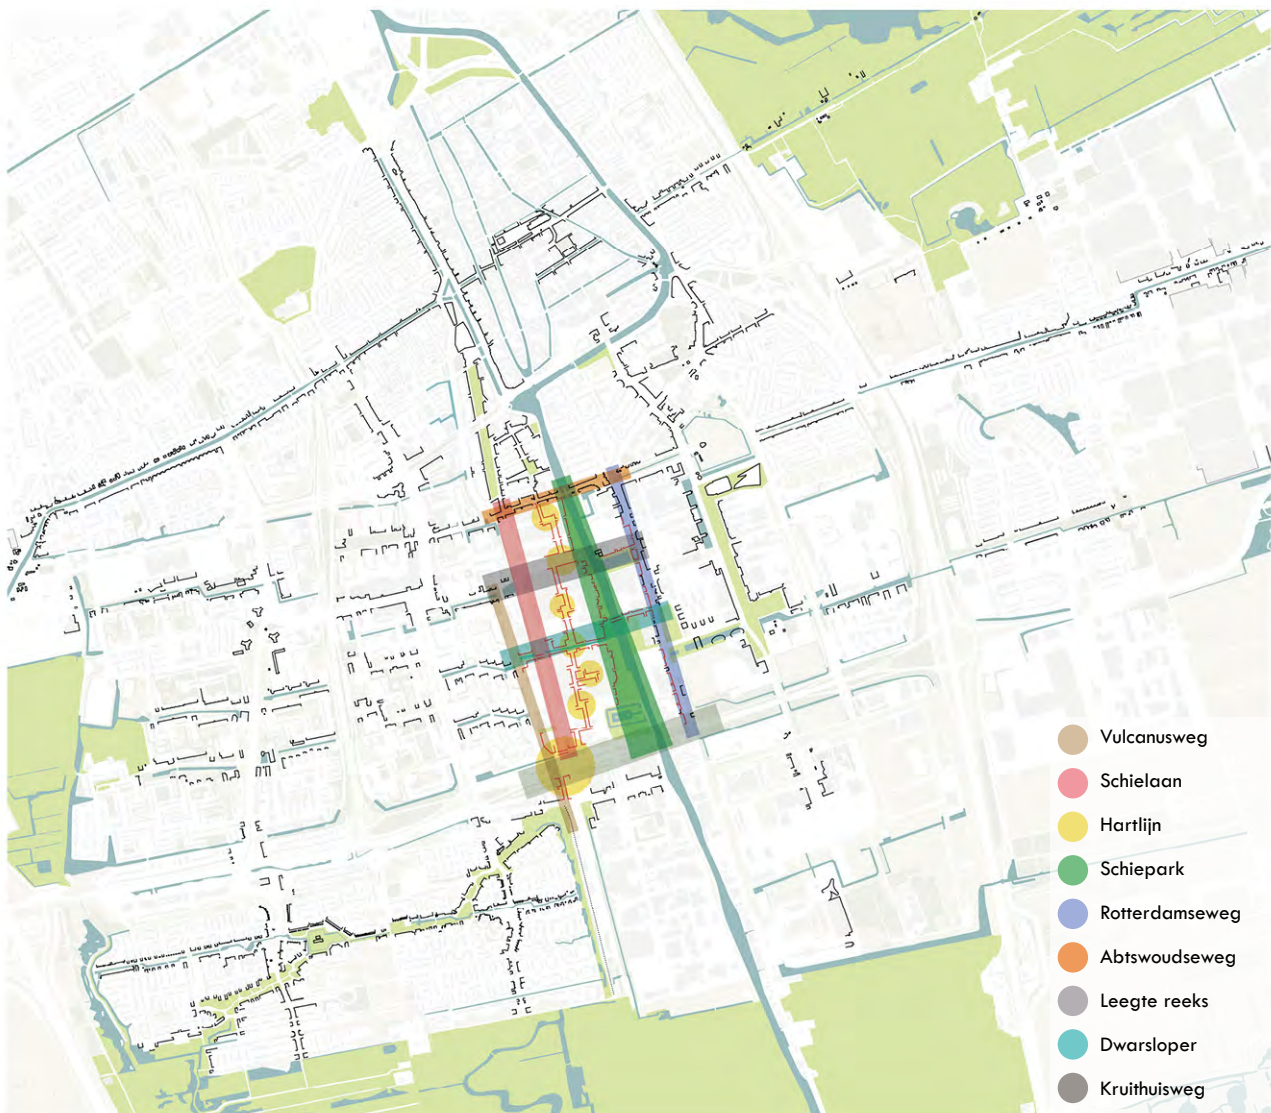 Vulcanusweg
Schielaan
Hartlijn
Schiepark
Rotterdamseweg
Abtswoudseweg
Leegte reeks
Dwarsloper
Kruithuisweg